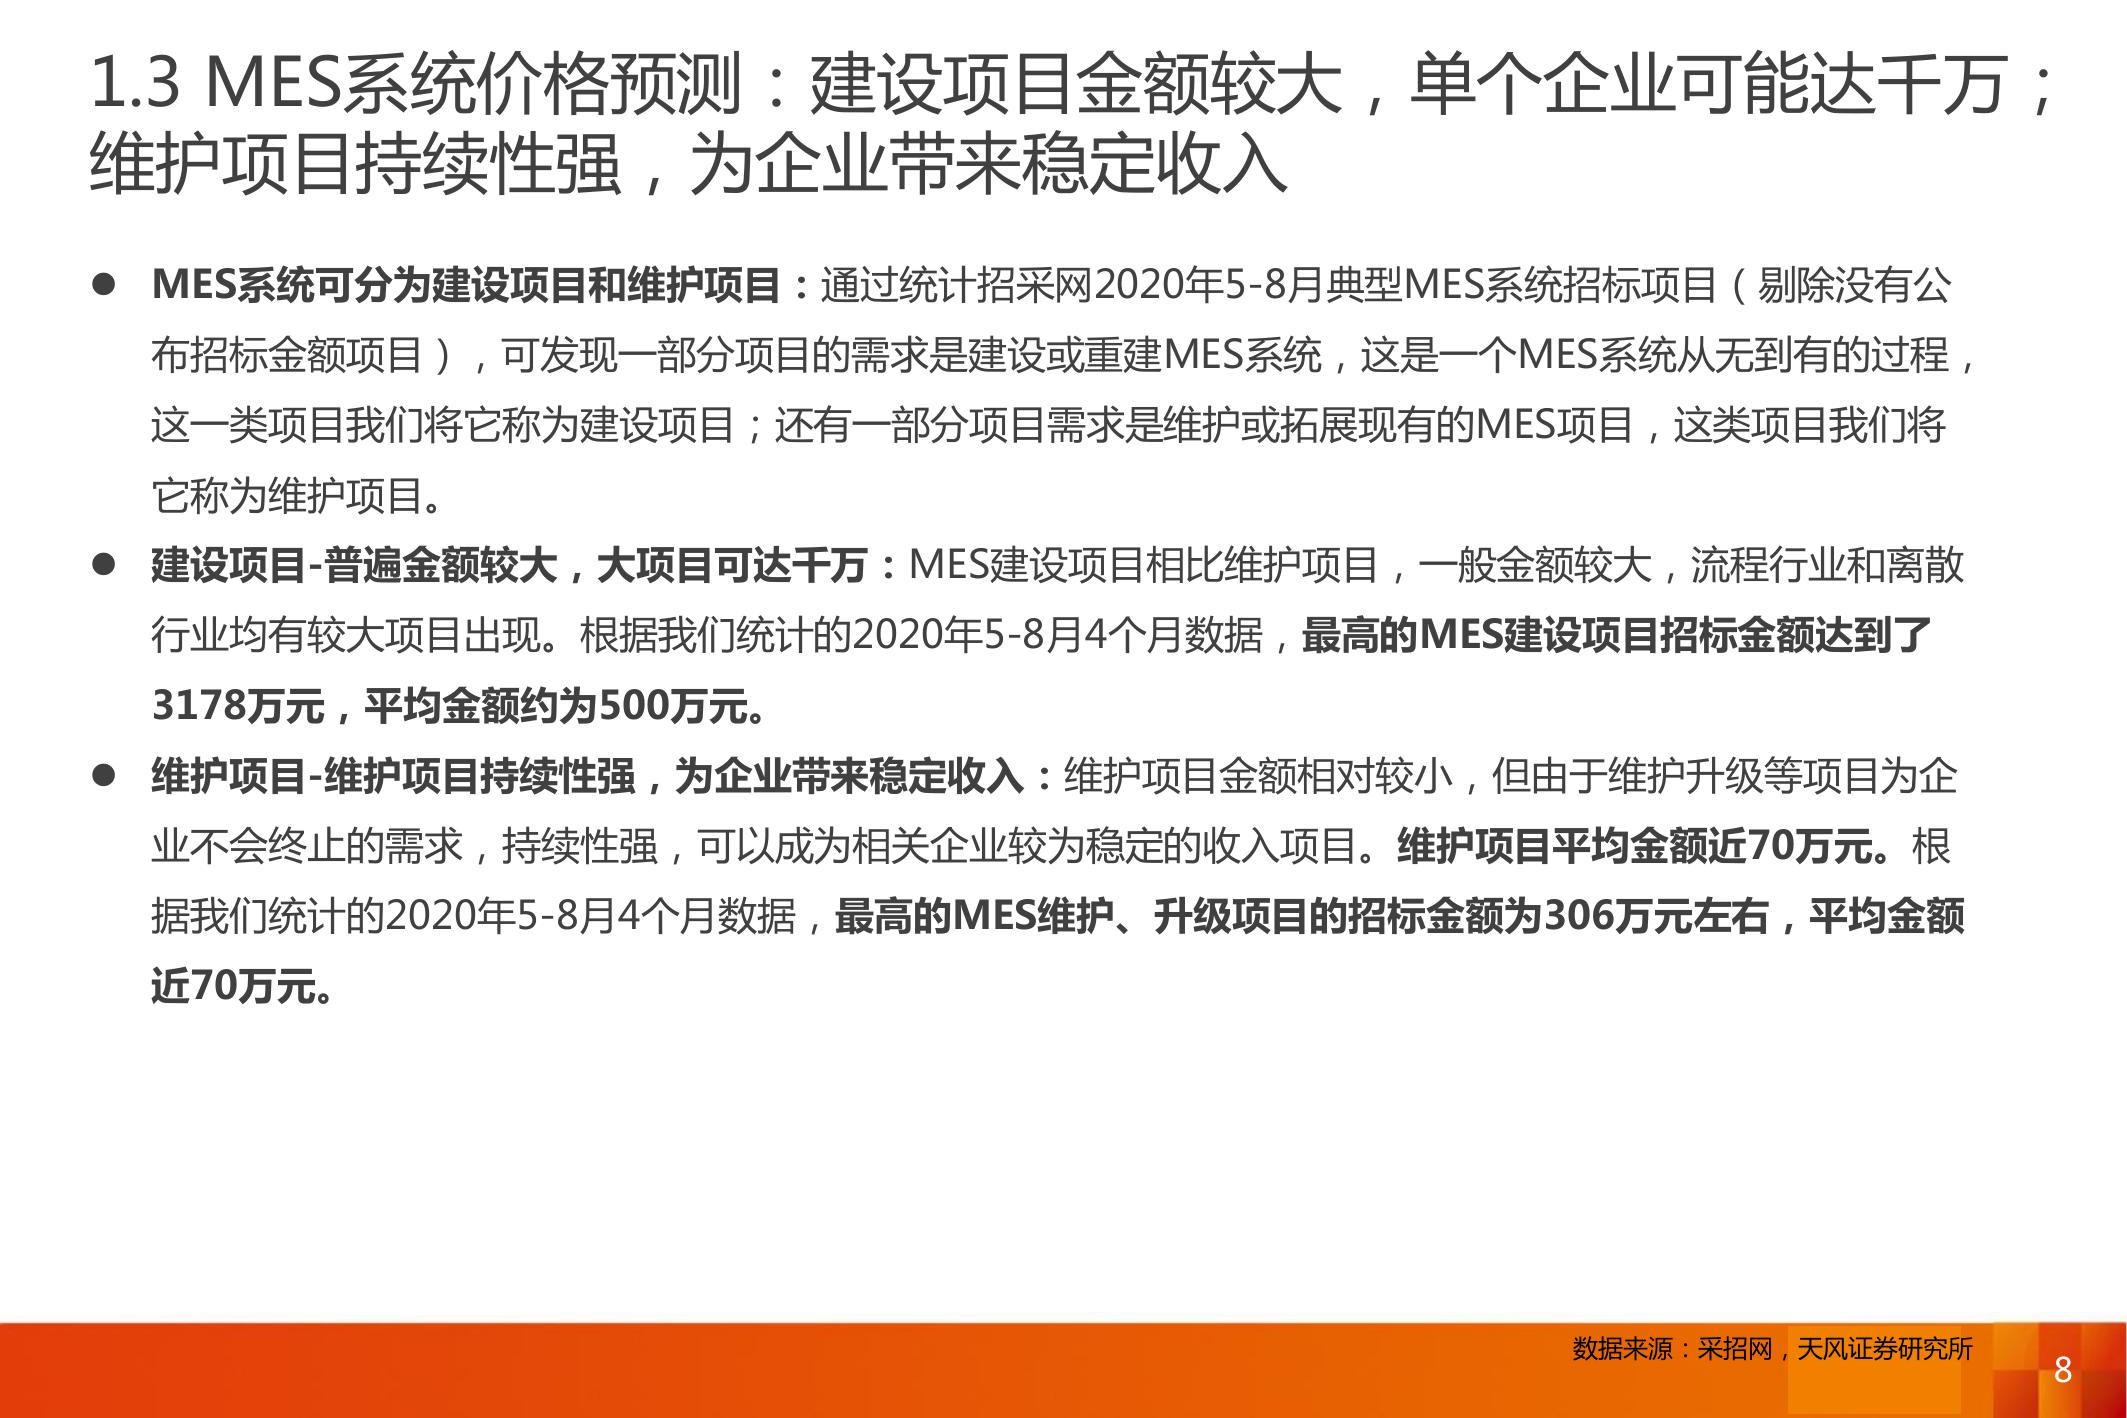 1.3 MES系统价格预测：建设项目金额较大，单个企业可能达千万；
维护项目持续性强，为企业带来稳定收入
● MES系统可分为建设项目和维护项目：通过统计招采网2020年5-8月典型MES系统招标项目（剔除没有公
布招标金额项目），可发现一部分项目的需求是建设或重建MES系统，这是一个MES系统从无到有的过程，
这一类项目我们将它称为建设项目；还有一部分项目需求是维护或拓展现有的MES项目，这类项目我们将
它称为维护项目。
● 建设项目-普遍金额较大，大项目可达千万：MES建设项目相比维护项目，一般金额较大，流程行业和离散
行业均有较大项目出现。根据我们统计的2020年5-8月4个月数据，最高的MES建设项目招标金额达到了
3178万元，平均金额约为500万元。
● 维护项目-维护项目持续性强，为企业带来稳定收入：维护项目金额相对较小，但由于维护升级等项目为企
业不会终止的需求，持续性强，可以成为相关企业较为稳定的收入项目。维护项目平均金额近70万元。根
据我们统计的2020年5-8月4个月数据，最高的MES维护、升级项目的招标金额为306万元左右，平均金额
近70万元。
数据来源：采招网，天风证券研究所
8